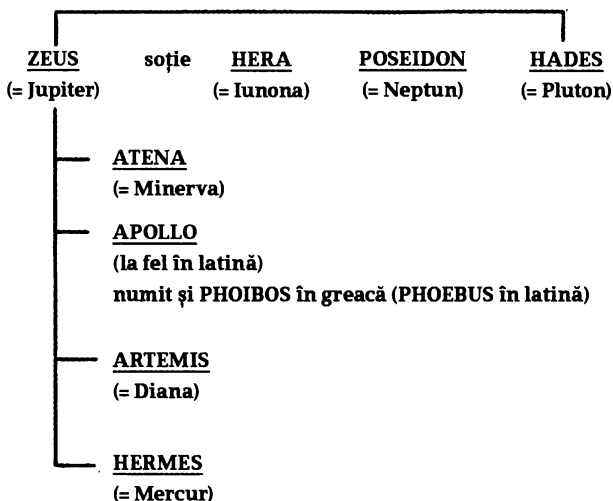 ZEUS soție HERA POSEIDON HADES
(= Jupiter) (= Iunona) (= Neptun) (= Pluton)
ATENA
(= Minerva)
APOLLO
(la fel în latină)
numit și PHOIBOS în greacă (PHOEBUS în latină)
ARTEMIS
(= Diana)
HERMES
(= Mercur)